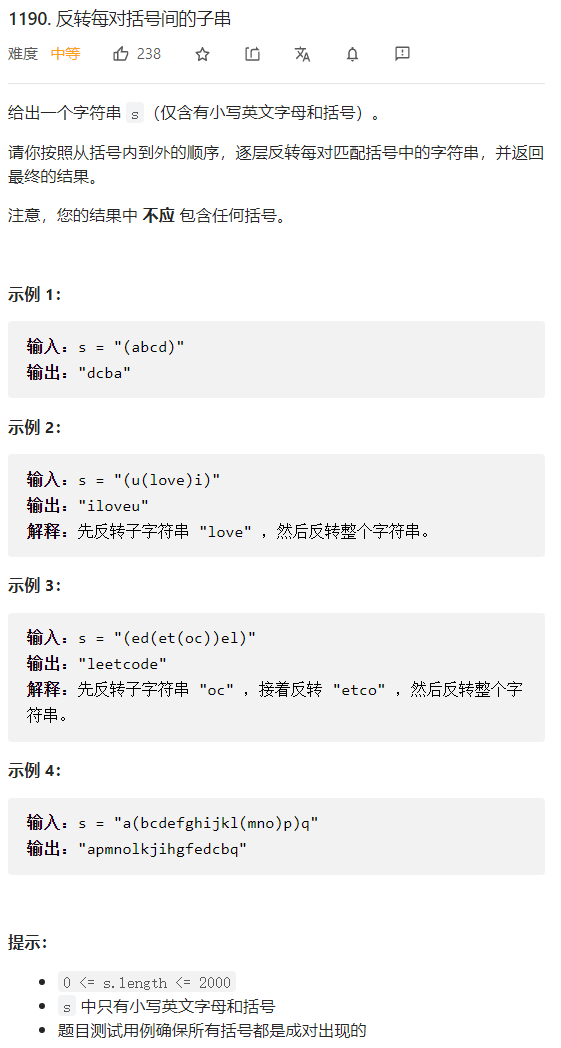 1190. 反转每对括号间的子串
难度 中等 238
给出一个字符串 s（仅含有小写英文字母和括号）。
请你按照从括号内到外的顺序，逐层反转每对匹配括号中的字符串，并返回
最终的结果。
注意，您的结果中 不应 包含任何括号。
示例 1：
输入：s = "(abcd)"
输出："dcba"
示例 2：
输入：s = "(u(love)i)"
输出："iloveu"
解释：先反转子字符串 "love" ，然后反转整个字符串。
示例 3：
输入：s = "(ed(et(oc))el)"
输出："leetcode"
解释：先反转子字符串 "oc" ，接着反转 "etco" ，然后反转整个字
符串。
示例 4：
输入：s = "a(bcdefghijkl(mno)p)q"
输出："apmnolkjihgfedcbq"
提示：
• 0 <= s.length <= 2000
• s 中只有小写英文字母和括号
• 题目测试用例确保所有括号都是成对出现的